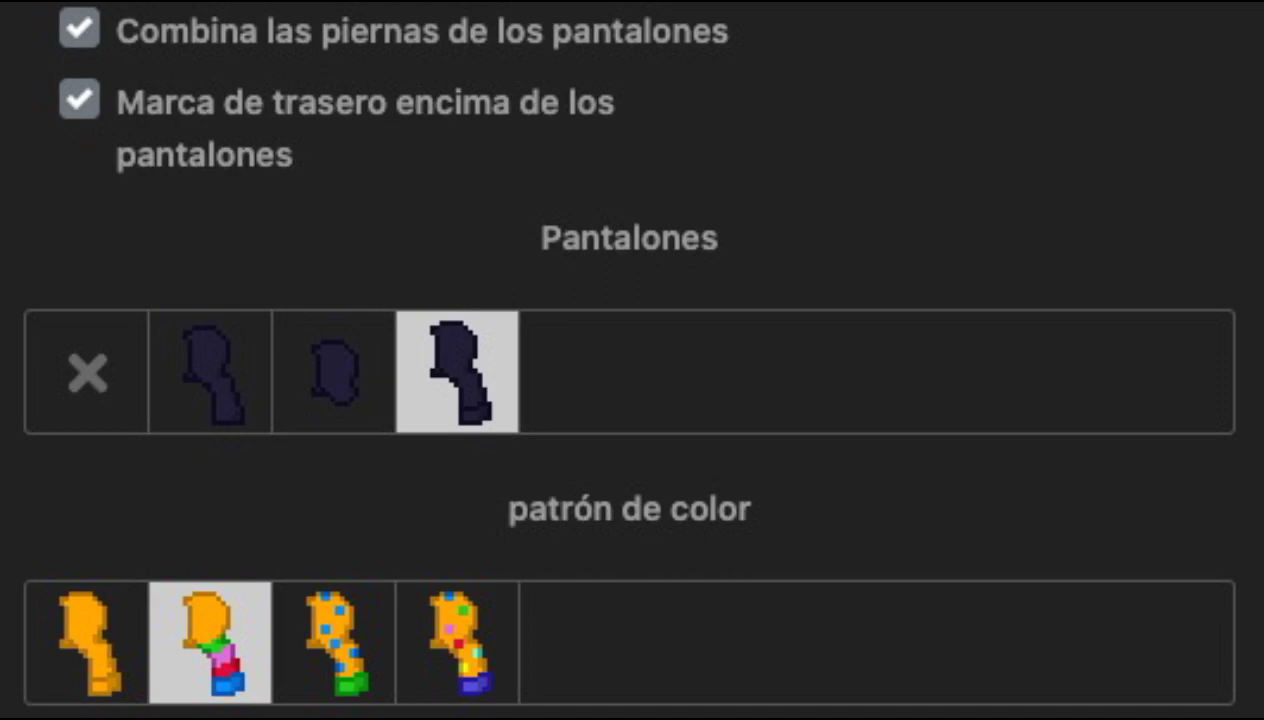 Combina las piernas de los pantalones
Marca de trasero encima de los
pantalones
Pantalones
patrón de color